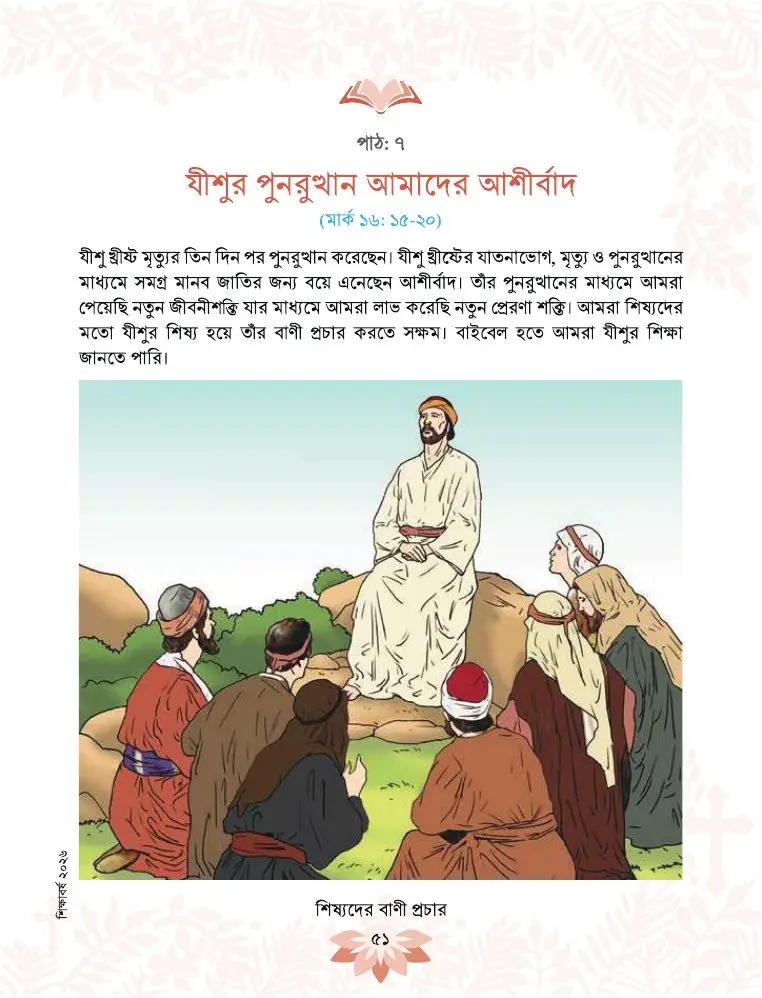 পাঠ: ৭
যীশুর পুনরুত্থান আমাদের আশীর্বাদ
(মার্ক ১৬: ১৫-২০)
যীশু খ্রীষ্ট মৃত্যুর তিন দিন পর পুনরুত্থান করেছেন। যীশু খ্রীষ্টের যাতনাভোগ, মৃত্যু ও পুনরুত্থানের
মাধ্যমে সমগ্র মানব জাতির জন্য বয়ে এনেছেন আশীর্বাদ। তাঁর পুনরুত্থানের মাধ্যমে আমরা
পেয়েছি নতুন জীবনীশক্তি যার মাধ্যমে আমরা লাভ করেছি নতুন প্রেরণা শক্তি। আমরা শিষ্যদের
মতো যীশুর শিষ্য হয়ে তাঁর বাণী প্রচার করতে সক্ষম। বাইবেল হতে আমরা যীশুর শিক্ষা
জানতে পারি।
শিষ্যদের বাণী প্রচার
৫১
শিক্ষাবর্ষ ২০২৬